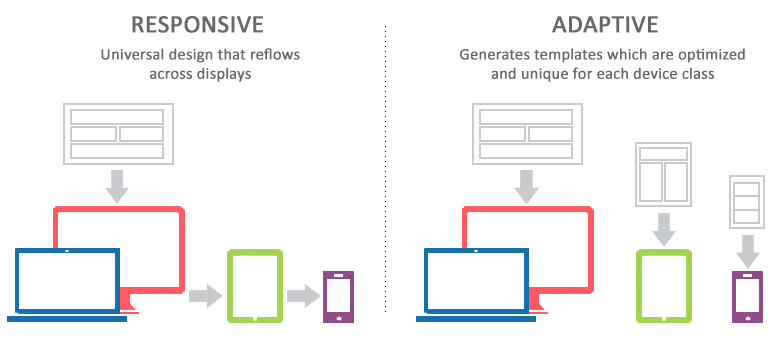 RESPONSIVE
Universal design that reflows
across displays
ADAPTIVE
Generates templates which are optimized
and unique for each device class